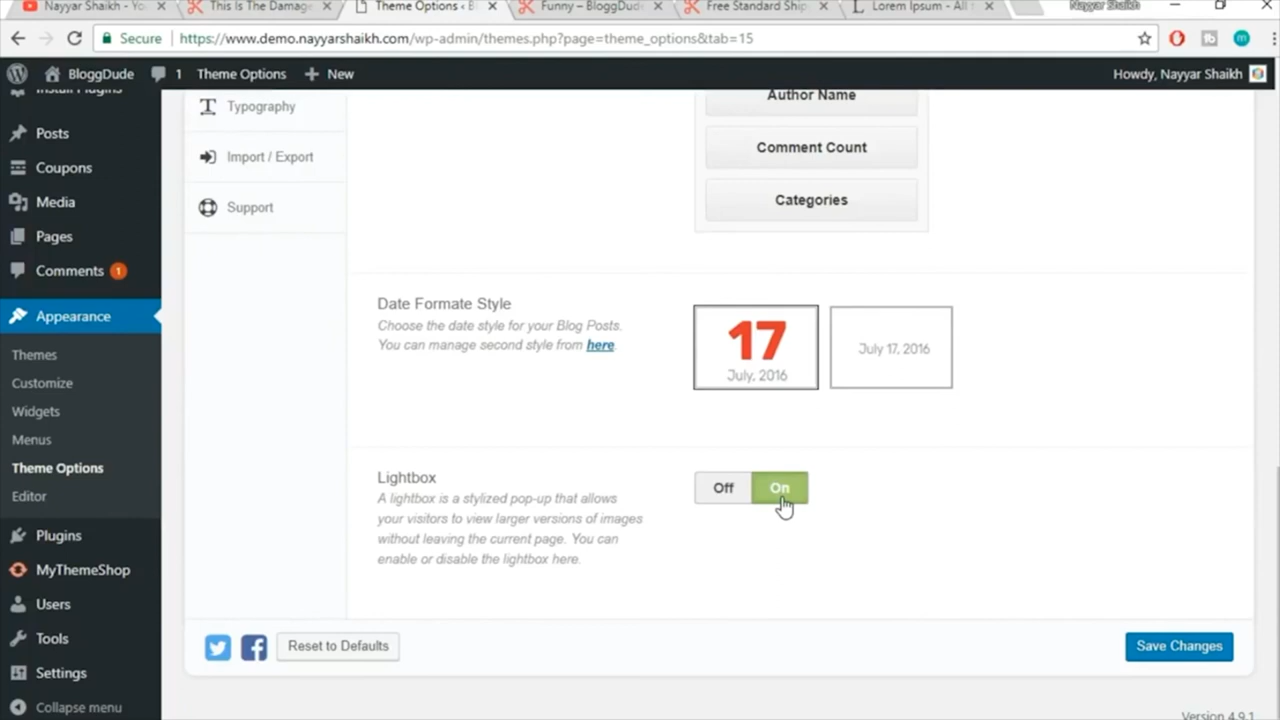 Nayyar Shaikh - Yo
This Is The Damage
Theme Options ‹ Bl
Funny – BloggDude
Free Standard Ship
Lorem Ipsum - All t
Nayyar Shaikh
Secure
https://www.demo.nayyarshaikh.com/wp-admin/themes.php?page=theme_options&tab=15
BloggDude
1
Theme Options
New
Howdy, Nayyar Shaikh
Install Plugins
Posts
Coupons
Media
Pages
Comments 1
Appearance
Themes
Customize
Widgets
Menus
Theme Options
Editor
Plugins
MyThemeShop
Users
Tools
Settings
Collapse menu
Typography
Import / Export
Support
Author Name
Comment Count
Categories
Date Formate Style
Choose the date style for your Blog Posts.
You can manage second style from here.
17
July, 2016
July 17, 2016
Lightbox
A lightbox is a stylized pop-up that allows
your visitors to view larger versions of images
without leaving the current page. You can
enable or disable the lightbox here.
Off
On
Reset to Defaults
Save Changes
Version 4.9.1